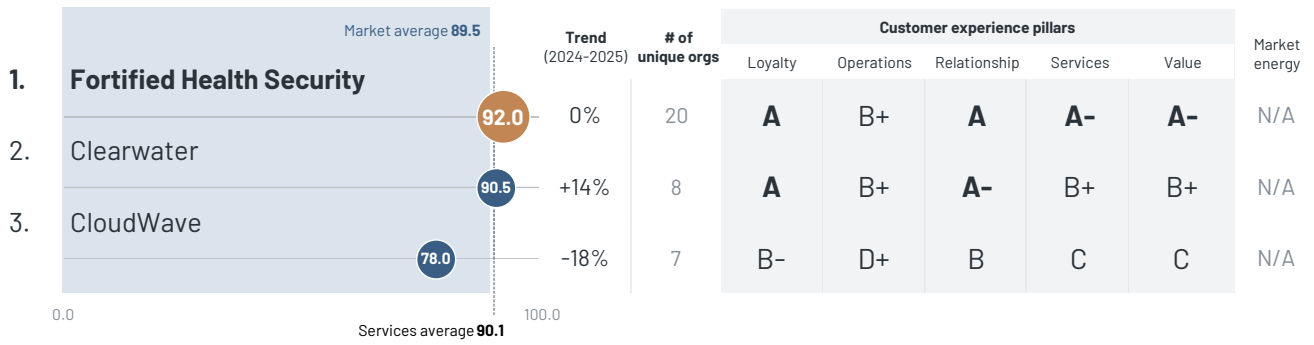 Market average 89.5
Trend
(2024-2025)
# of
unique orgs
Customer experience pillars
Loyalty Operations Relationship Services Value
Market
energy
1. Fortified Health Security
92.0 0% 20 A B+ A A- A- N/A
2. Clearwater
90.5 +14% 8 A B+ A- B+ B+ N/A
3. CloudWave
78.0 -18% 7 B- D+ B C C N/A
0.0 100.0
Services average 90.1